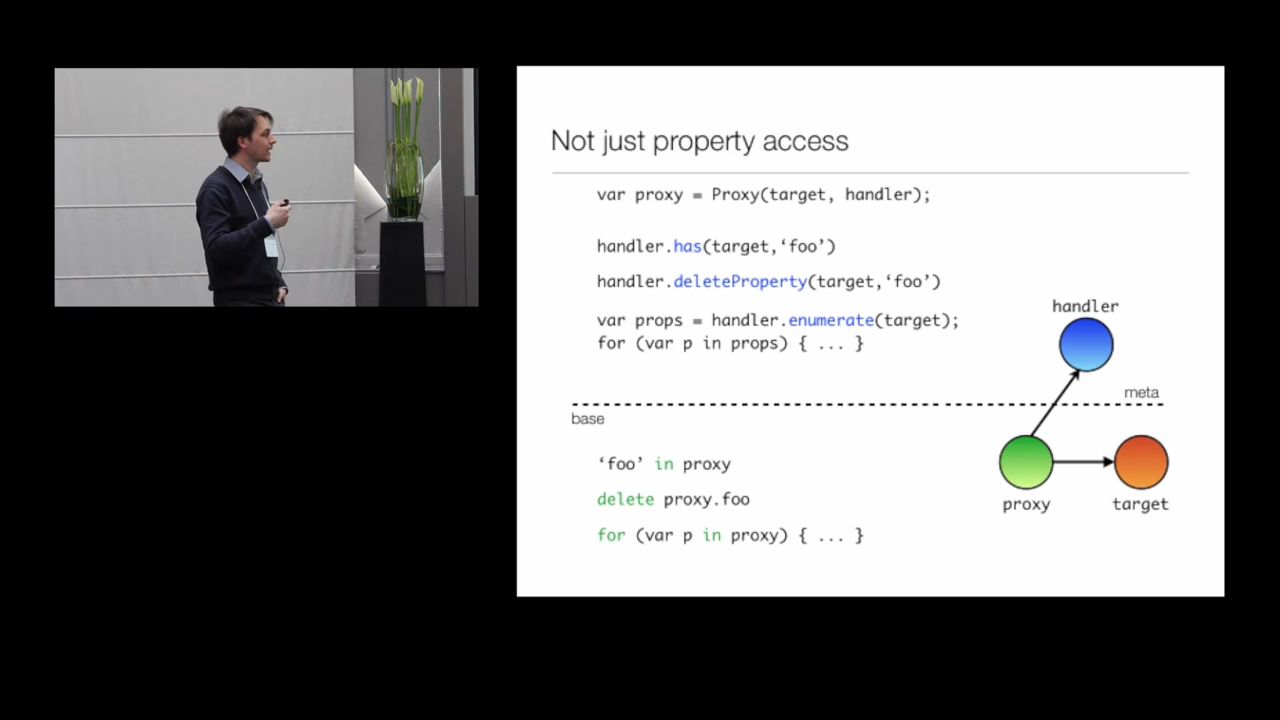 Not just property access
var proxy = Proxy(target, handler);
handler.has(target,‘foo’)
handler.deleteProperty(target,‘foo’)
var props = handler.enumerate(target);
for (var p in props) { ... }
handler
meta
base
‘foo’ in proxy
delete proxy.foo
for (var p in proxy) { ... }
proxy
target